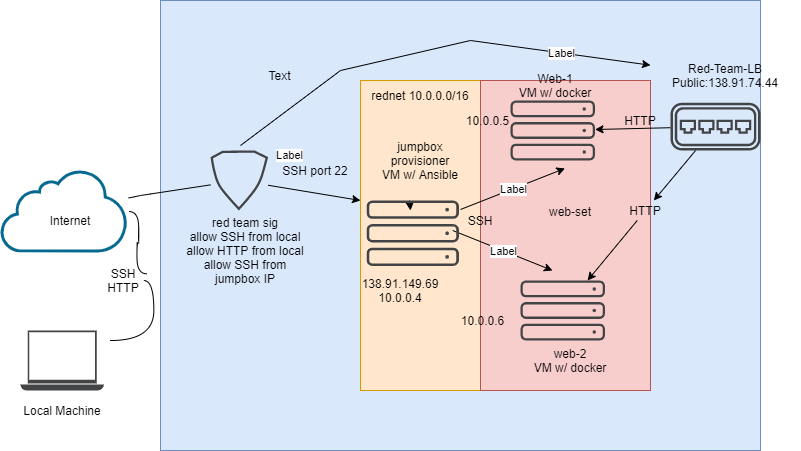 Label
Text
Red-Team-LB
Public:138.91.74.44
Web-1
VM w/ docker
rednet 10.0.0.0/16
10.0.0.5
HTTP
jumpbox
provisioner
VM w/ Ansible
Label
SSH port 22
Label
Internet
SSH
web-set
HTTP
red team sig
allow SSH from local
allow HTTP from local
allow SSH from
jumpbox IP
Label
SSH
HTTP
138.91.149.69
10.0.0.4
10.0.0.6
web-2
VM w/ docker
Local Machine